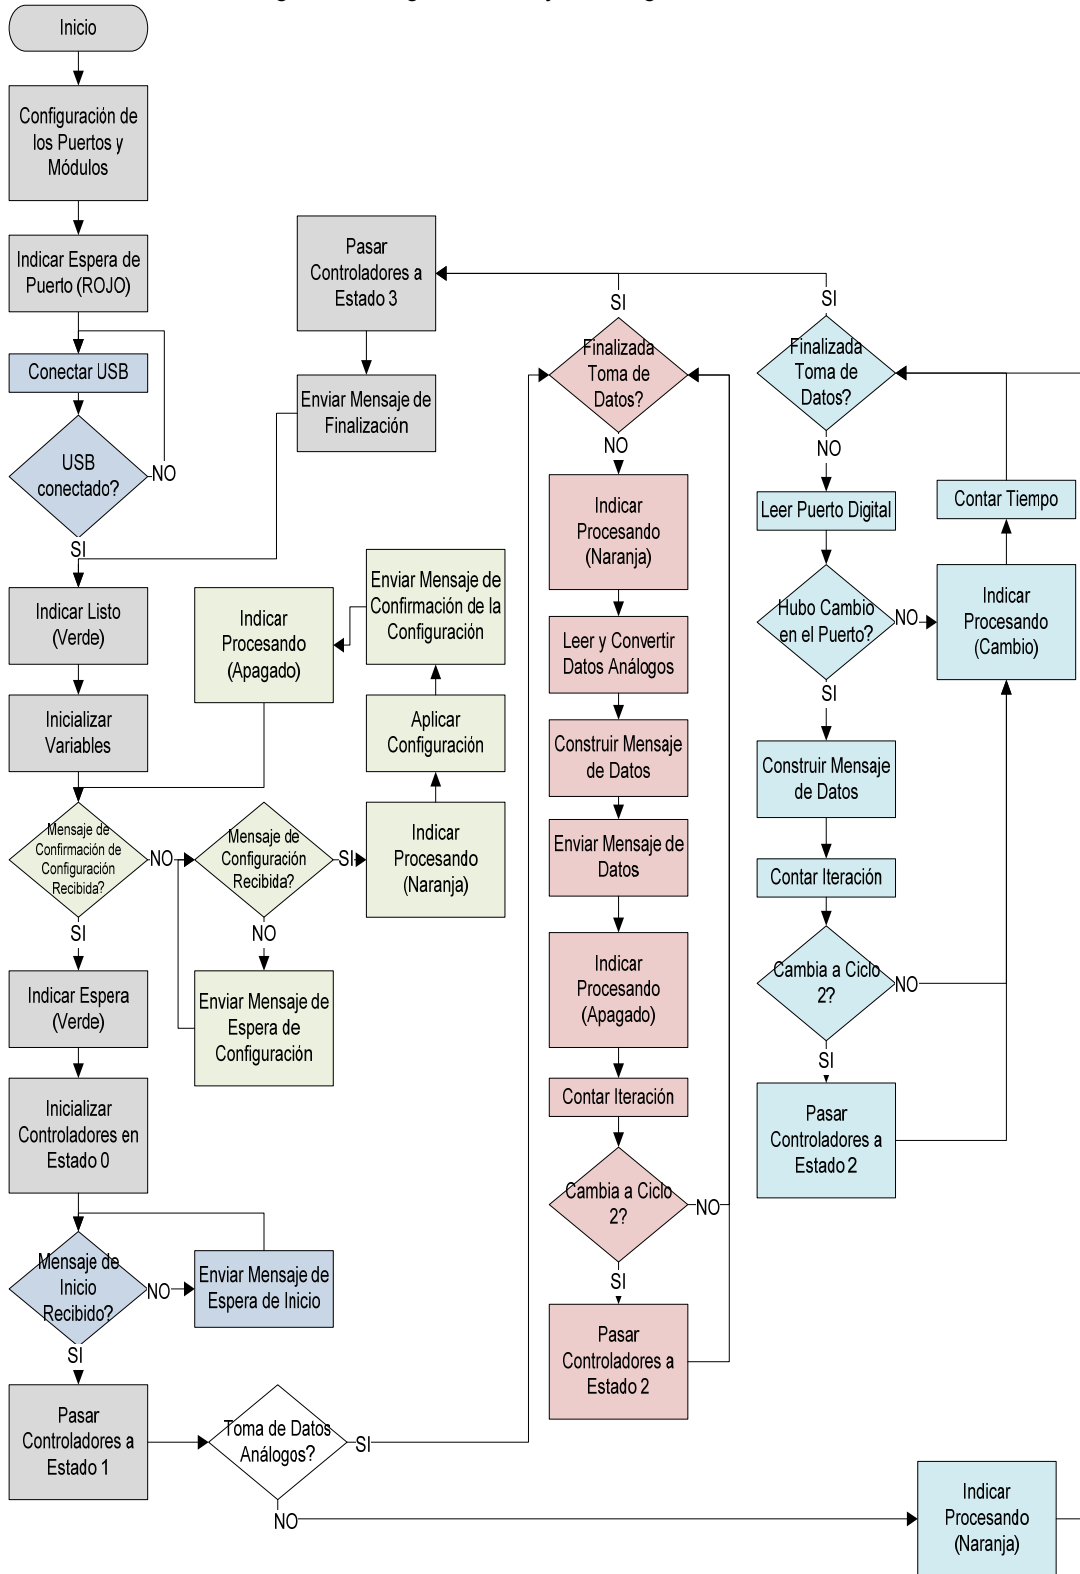 Inicio
Configuración de
los Puertos y
Módulos
Indicar Espera de
Puerto (ROJO)
Conectar USB
USB
conectado?
NO
SI
Indicar Listo
(Verde)
Inicializar
Variables
Mensaje de
Confirmación de
Configuración
Recibida?
NO
SI
Indicar Espera
(Verde)
Inicializar
Controladores en
Estado 0
Mensaje de
Inicio
Recibido?
NO
SI
Enviar Mensaje de
Espera de Inicio
Pasar
Controladores a
Estado 1
Toma de Datos
Análogos?
SI
NO
Mensaje de
Configuración
Recibida?
SI
NO
Enviar Mensaje de
Espera de
Configuración
Indicar
Procesando
(Naranja)
Aplicar
Configuración
Enviar Mensaje de
Confirmación de la
Configuración
Indicar
Procesando
(Apagado)
Pasar
Controladores a
Estado 3
Enviar Mensaje de
Finalización
SI
Finalizada
Toma de
Datos?
NO
Indicar
Procesando
(Naranja)
Leer y Convertir
Datos Análogos
Construir Mensaje
de Datos
Enviar Mensaje de
Datos
Indicar
Procesando
(Apagado)
Contar Iteración
Cambia a Ciclo
2?
NO
SI
Pasar
Controladores a
Estado 2
SI
Finalizada
Toma de
Datos?
NO
Leer Puerto Digital
Hubo Cambio
en el Puerto?
NO
SI
Contar Tiempo
Indicar
Procesando
(Cambio)
Construir Mensaje
de Datos
Contar Iteración
Cambia a Ciclo
2?
NO
SI
Pasar
Controladores a
Estado 2
Indicar
Procesando
(Naranja)